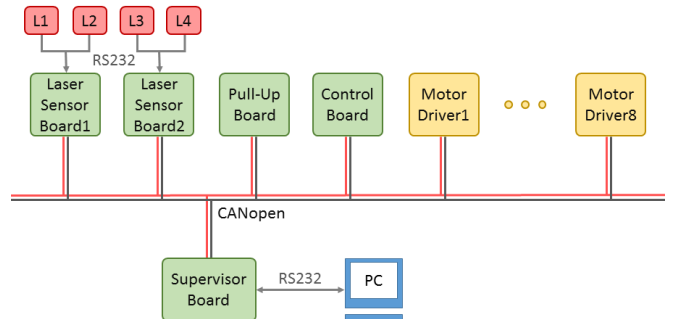 L1
L2
L3
L4
RS232
Laser
Sensor
Board1
Laser
Sensor
Board2
Pull-Up
Board
Control
Board
Motor
Driver1
Motor
Driver8
CANopen
Supervisor
Board
RS232
PC